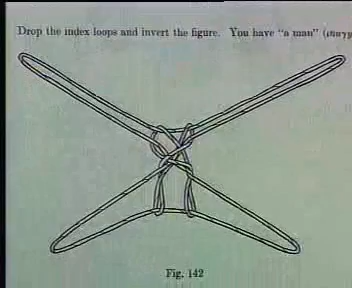 Drop the index loops and invert the figure. You have "a man"
Fig. 142